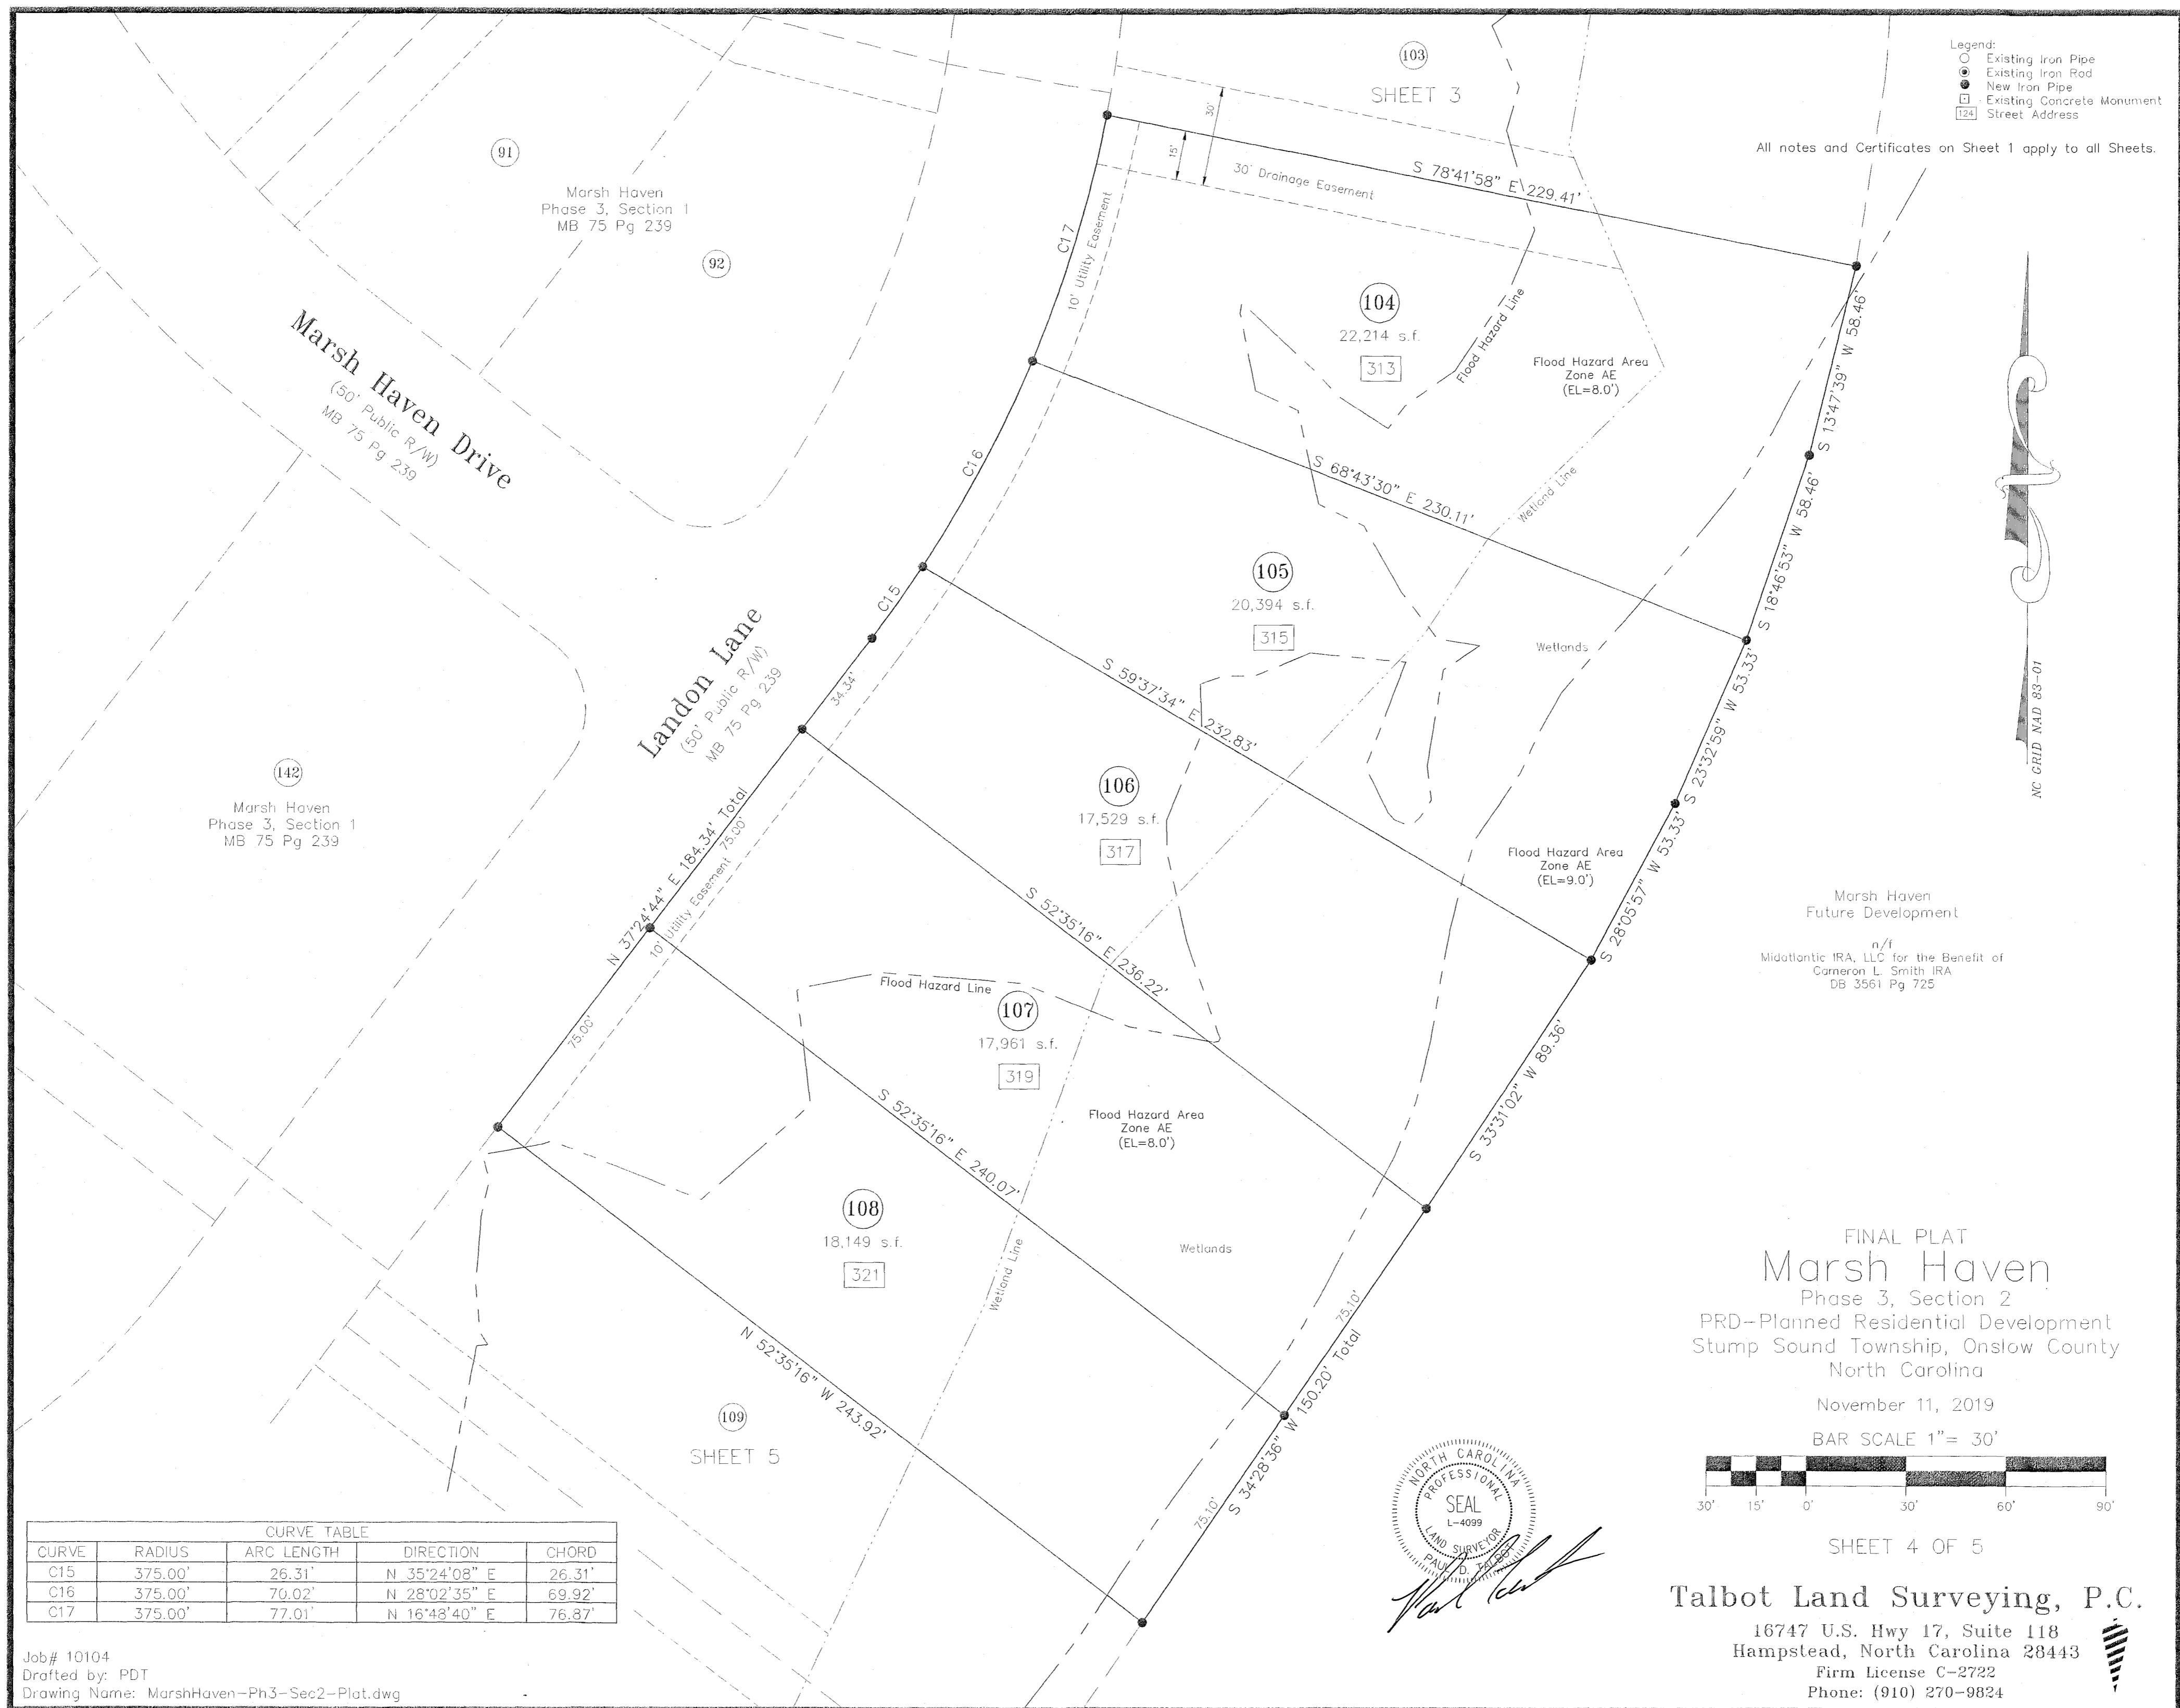 Legend:
Existing Iron Pipe
Existing Iron Rod
New Iron Pipe
Existing Concrete Monument
124 Street Address
All notes and Certificates on Sheet 1 apply to all Sheets.
103
SHEET 3
91
Marsh Haven
Phase 3, Section 1
MB 75 Pg 239
92
30'
15'
30' Drainage Easement
S 78°41'58" E 229.41'
C17
10' Utility Easement
Marsh Haven Drive
(50' Public R/W)
MB 75 Pg 239
104
22,214 s.f.
313
Flood Hazard Line
Flood Hazard Area
Zone AE
(EL=8.0')
S 13°47'39" W 58.46'
C16
S 68°43'30" E 230.11'
Wetland Line
S 18°46'53" W 58.46'
105
20,394 s.f.
315
Wetlands
C15
Landon Lane
(50' Public R/W)
MB 75 Pg 239
34.34'
S 59°37'34" E 232.83'
S 23°32'59" W 53.33'
NC GRID NAD 83-01
142
Marsh Haven
Phase 3, Section 1
MB 75 Pg 239
106
17,529 s.f.
317
Flood Hazard Area
Zone AE
(EL=9.0')
S 28°05'57" W 53.33'
N 37°24'44" E 184.34' Total
75.00'
10' Utility Easement
S 52°35'16" E 236.22'
Marsh Haven
Future Development
n/f
Midatlantic IRA, LLC for the Benefit of
Cameron L. Smith IRA
DB 3561 Pg 725
75.00'
Flood Hazard Line
107
17,961 s.f.
319
S 33°31'02" W 89.36'
Flood Hazard Area
Zone AE
(EL=8.0')
S 52°35'16" E 240.07'
108
18,149 s.f.
321
Wetland Line
Wetlands
75.10'
S 34°28'36" W 150.20' Total
75.10'
N 52°35'16" W 243.92'
109
SHEET 5
FINAL PLAT
Marsh Haven
Phase 3, Section 2
PRD-Planned Residential Development
Stump Sound Township, Onslow County
North Carolina
November 11, 2019
BAR SCALE 1"= 30'
30' 15' 0' 30' 60' 90'
SHEET 4 OF 5
NORTH CAROLINA
PROFESSIONAL
SEAL
L-4099
LAND SURVEYOR
PAUL D. TALBOT
Talbot Land Surveying, P.C.
16747 U.S. Hwy 17, Suite 118
Hampstead, North Carolina 28443
Firm License C-2722
Phone: (910) 270-9824
CURVE TABLE
CURVE RADIUS ARC LENGTH DIRECTION CHORD
C15 375.00' 26.31' N 35°24'08" E 26.31'
C16 375.00' 70.02' N 28°02'35" E 69.92'
C17 375.00' 77.01' N 16°48'40" E 76.87'
Job# 10104
Drafted by: PDT
Drawing Name: MarshHaven-Ph3-Sec2-Plat.dwg